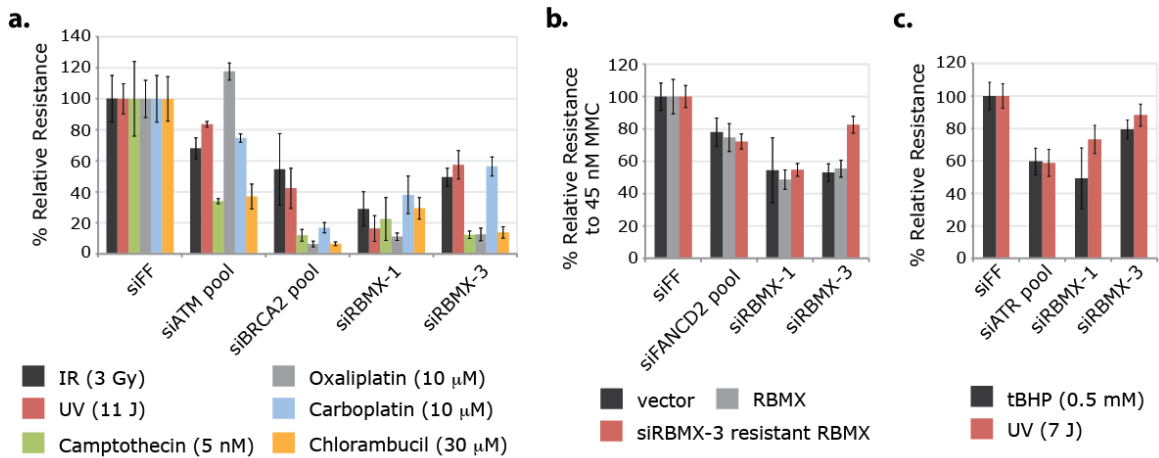 a.
% Relative Resistance
140
120
100
80
60
40
20
0
siFF
siATM pool
siBRCA2 pool
siRBMX-1
siRBMX-3
IR (3 Gy)
UV (11 J)
Camptothecin (5 nM)
Oxaliplatin (10 μM)
Carboplatin (10 μM)
Chlorambucil (30 μM)
b.
% Relative Resistance
to 45 nM MMC
120
100
80
60
40
20
0
siFF
siFANCD2 pool
siRBMX-1
siRBMX-3
vector
RBMX
siRBMX-3 resistant RBMX
c.
% Relative Resistance
120
100
80
60
40
20
0
siFF
siATR pool
siRBMX-1
siRBMX-3
tBHP (0.5 mM)
UV (7 J)